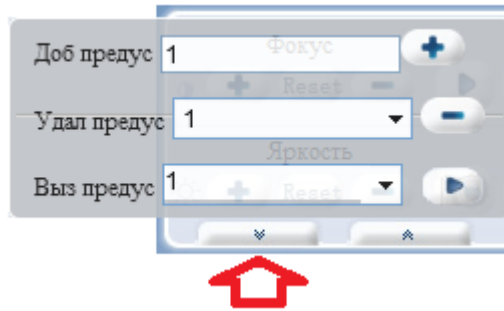 Фокус
Доб предус 1
Reset
Удал предус 1
Яркость
Выз предус 1
Reset